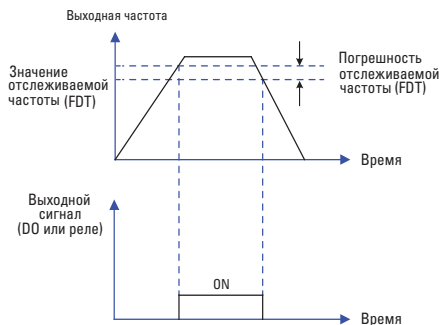 Выходная частота
Значение
отслеживаемой
частоты (FDT)
Погрешность
отслеживаемой
частоты (FDT)
Время
Выходной
сигнал
(DO или реле)
ON
Время